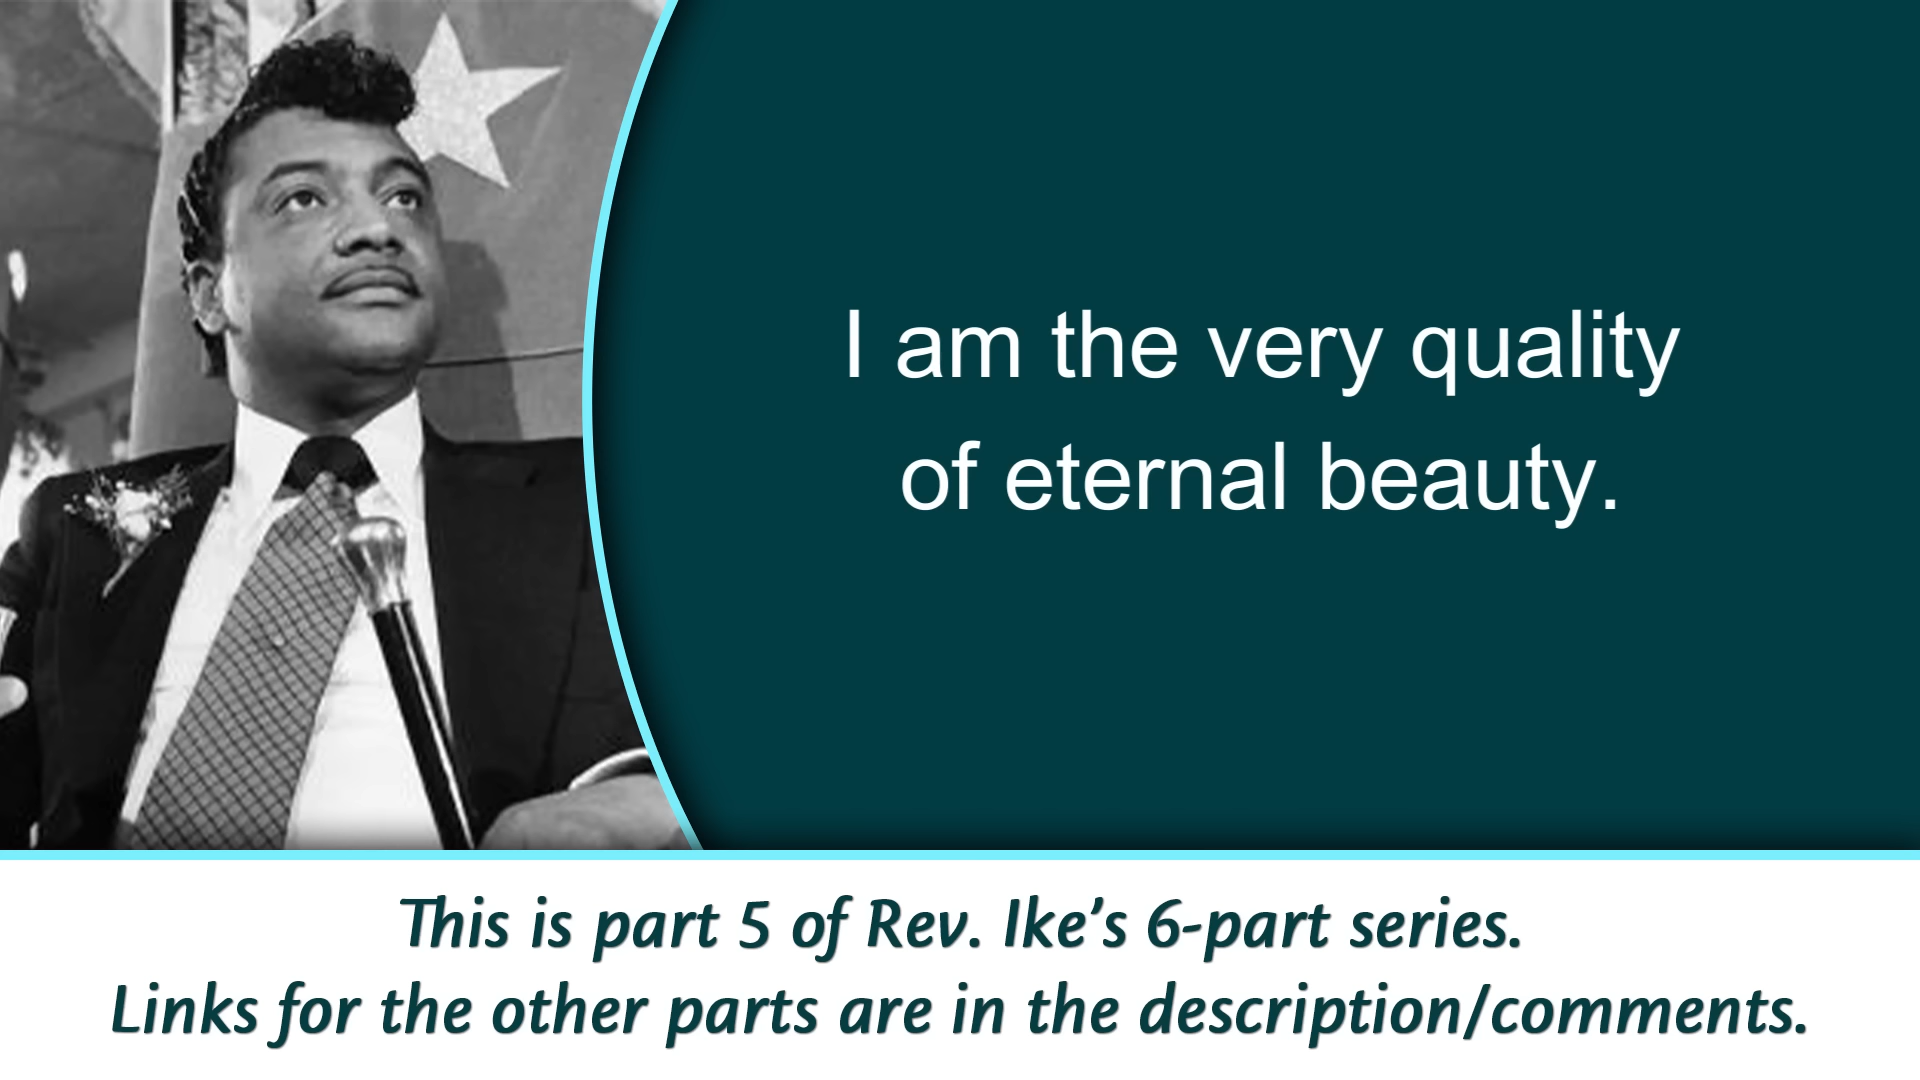 I am the very quality
of eternal beauty.
This is part 5 of Rev. Ike’s 6-part series.
Links for the other parts are in the description/comments.